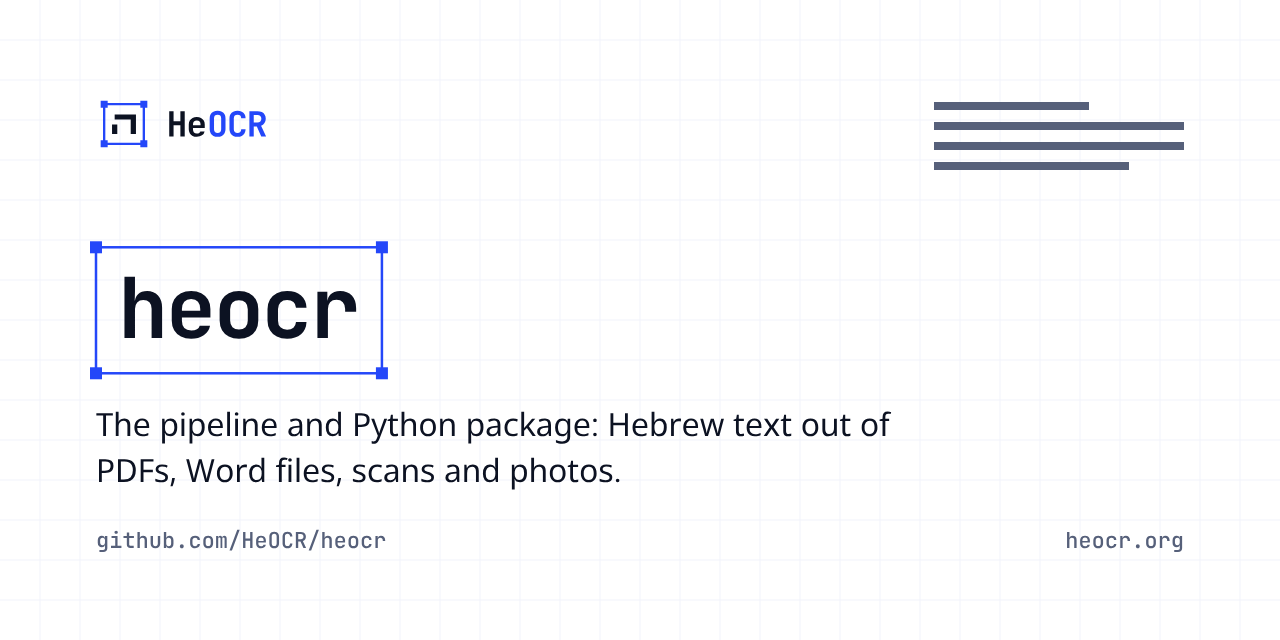 HeOCR
heocr
The pipeline and Python package: Hebrew text out of
PDFs, Word files, scans and photos.
github.com/HeOCR/heocr
heocr.org